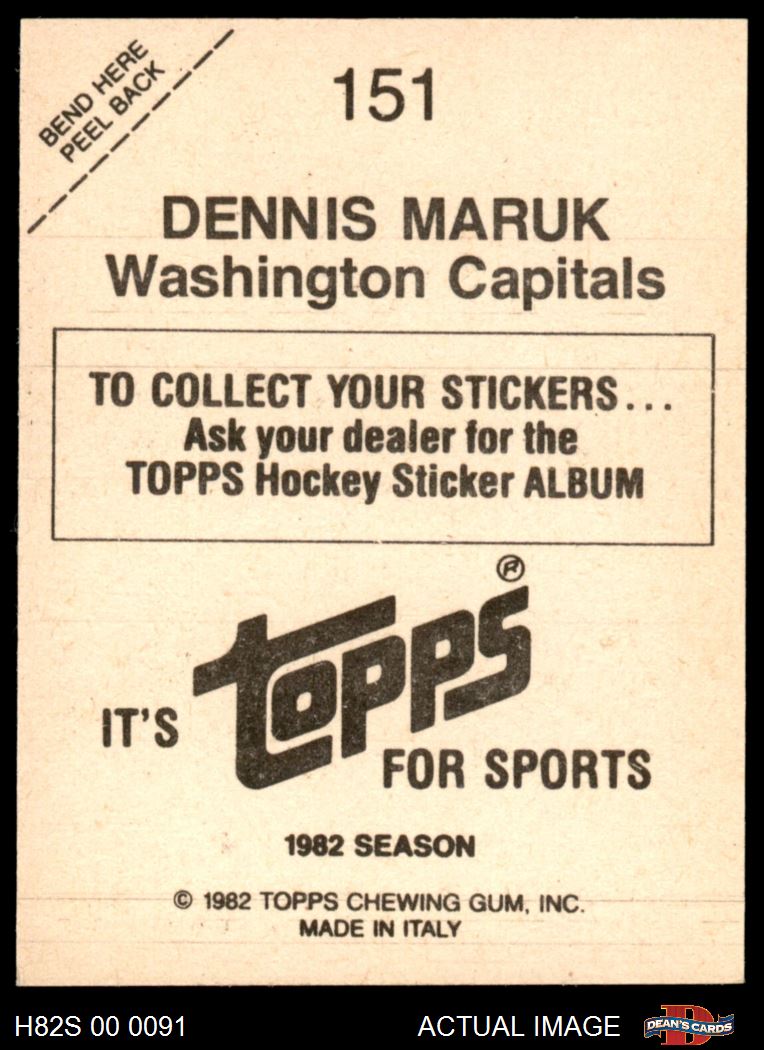 BEND HERE
PEEL BACK
151
DENNIS MARUK
Washington Capitals
TO COLLECT YOUR STICKERS...
Ask your dealer for the
TOPPS Hockey Sticker ALBUM
IT'S topps® FOR SPORTS
1982 SEASON
© 1982 TOPPS CHEWING GUM, INC.
MADE IN ITALY
H82S 00 0091 ACTUAL IMAGE D DEAN'S CARDS